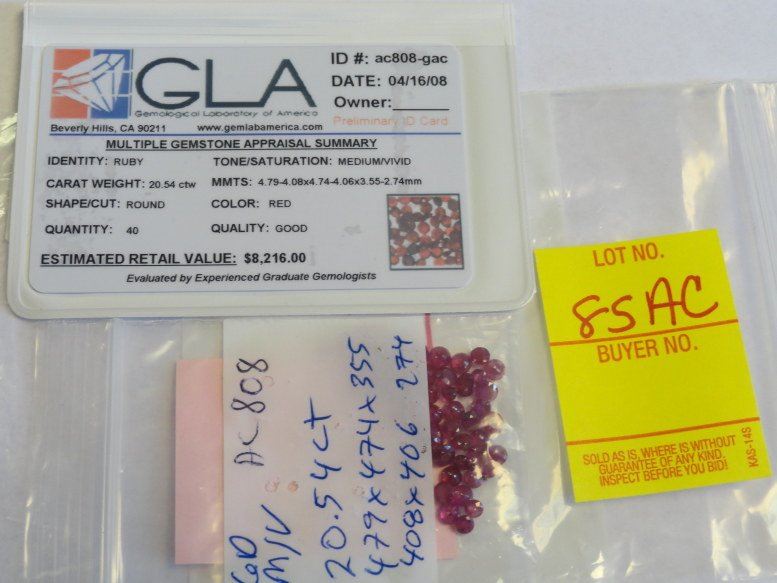 GLA
Gemological Laboratory of America
Beverly Hills, CA 90211 www.gemlabamerica.com
ID #: ac808-gac
DATE: 04/16/08
Owner:______
Preliminary ID Card
MULTIPLE GEMSTONE APPRAISAL SUMMARY
IDENTITY: RUBY TONE/SATURATION: MEDIUM/VIVID
CARAT WEIGHT: 20.54 ctw MMTS: 4.79-4.08x4.74-4.06x3.55-2.74mm
SHAPE/CUT: ROUND COLOR: RED
QUANTITY: 40 QUALITY: GOOD
ESTIMATED RETAIL VALUE: $8,216.00
Evaluated by Experienced Graduate Gemologists
LOT NO.
85AC
BUYER NO.
SOLD AS IS, WHERE IS WITHOUT
GUARANTEE OF ANY KIND.
INSPECT BEFORE YOU BID!
KAS-14S
AC808
M/V
20.54ct
479x474x355
408x406 274